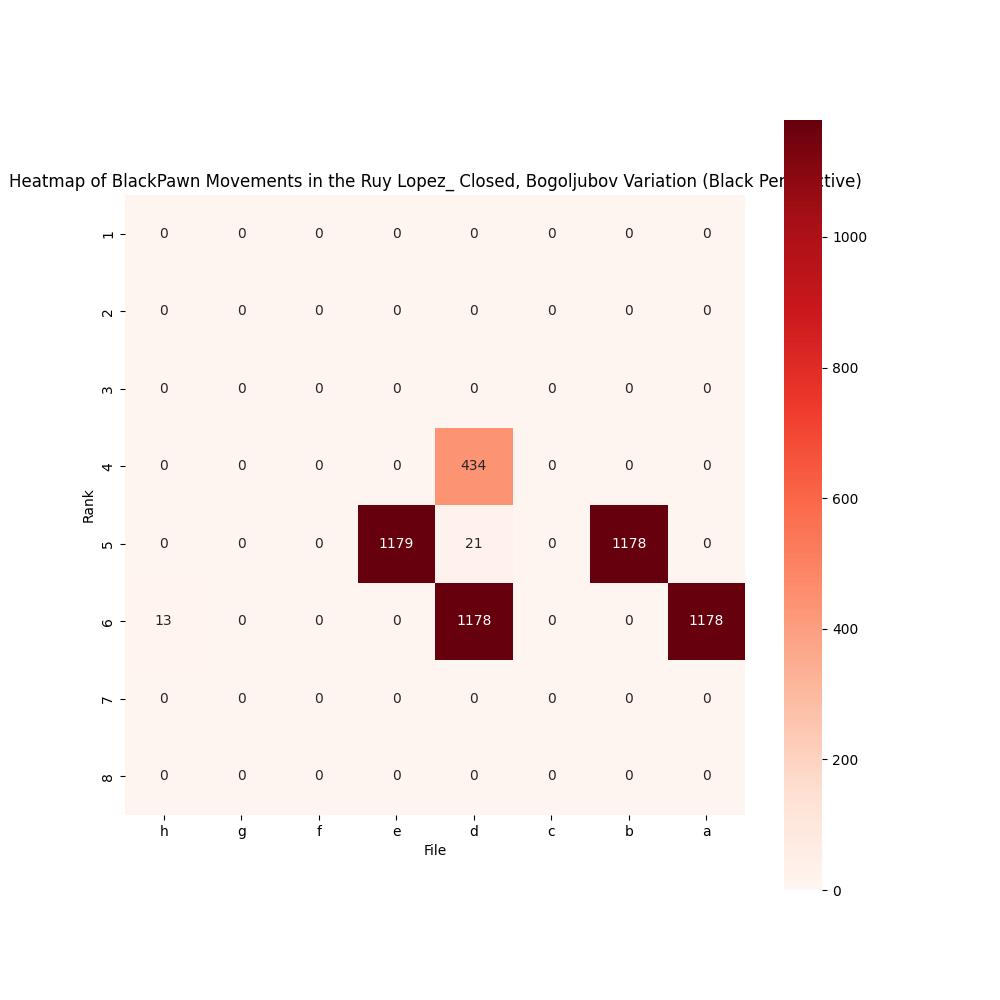 Heatmap of BlackPawn Movements in the Ruy Lopez_ Closed, Bogoljubov Variation (Black Perspective)
1 0 0 0 0 0 0 0 0
2 0 0 0 0 0 0 0 0
3 0 0 0 0 0 0 0 0
4 0 0 0 0 434 0 0 0
Rank
5 0 0 0 1179 21 0 1178 0
6 13 0 0 0 1178 0 0 1178
7 0 0 0 0 0 0 0 0
8 0 0 0 0 0 0 0 0
h g f e d c b a
File
1000
800
600
400
200
0